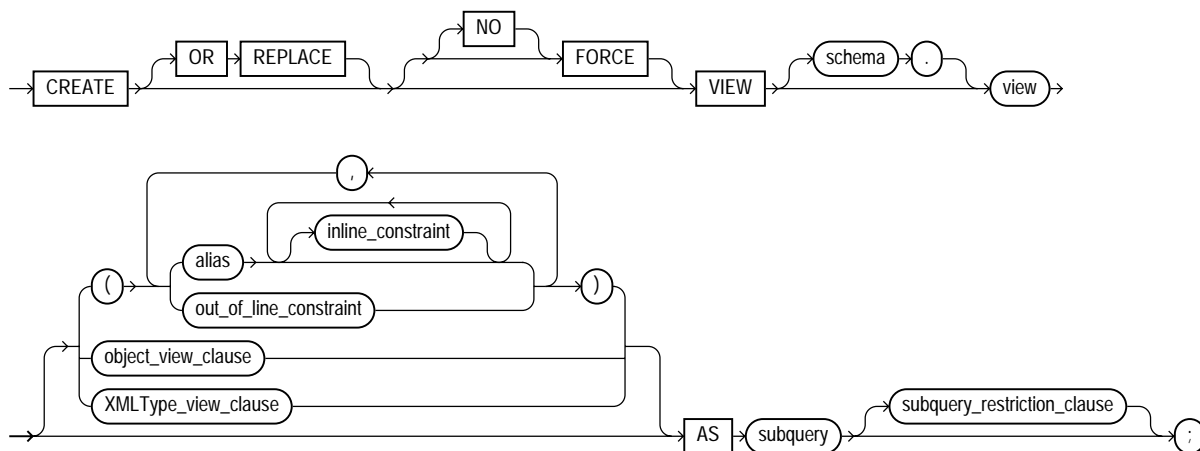 NO
OR REPLACE FORCE schema .
CREATE VIEW view
,
inline_constraint
alias
( )
out_of_line_constraint
object_view_clause
XMLType_view_clause subquery_restriction_clause
AS subquery ;